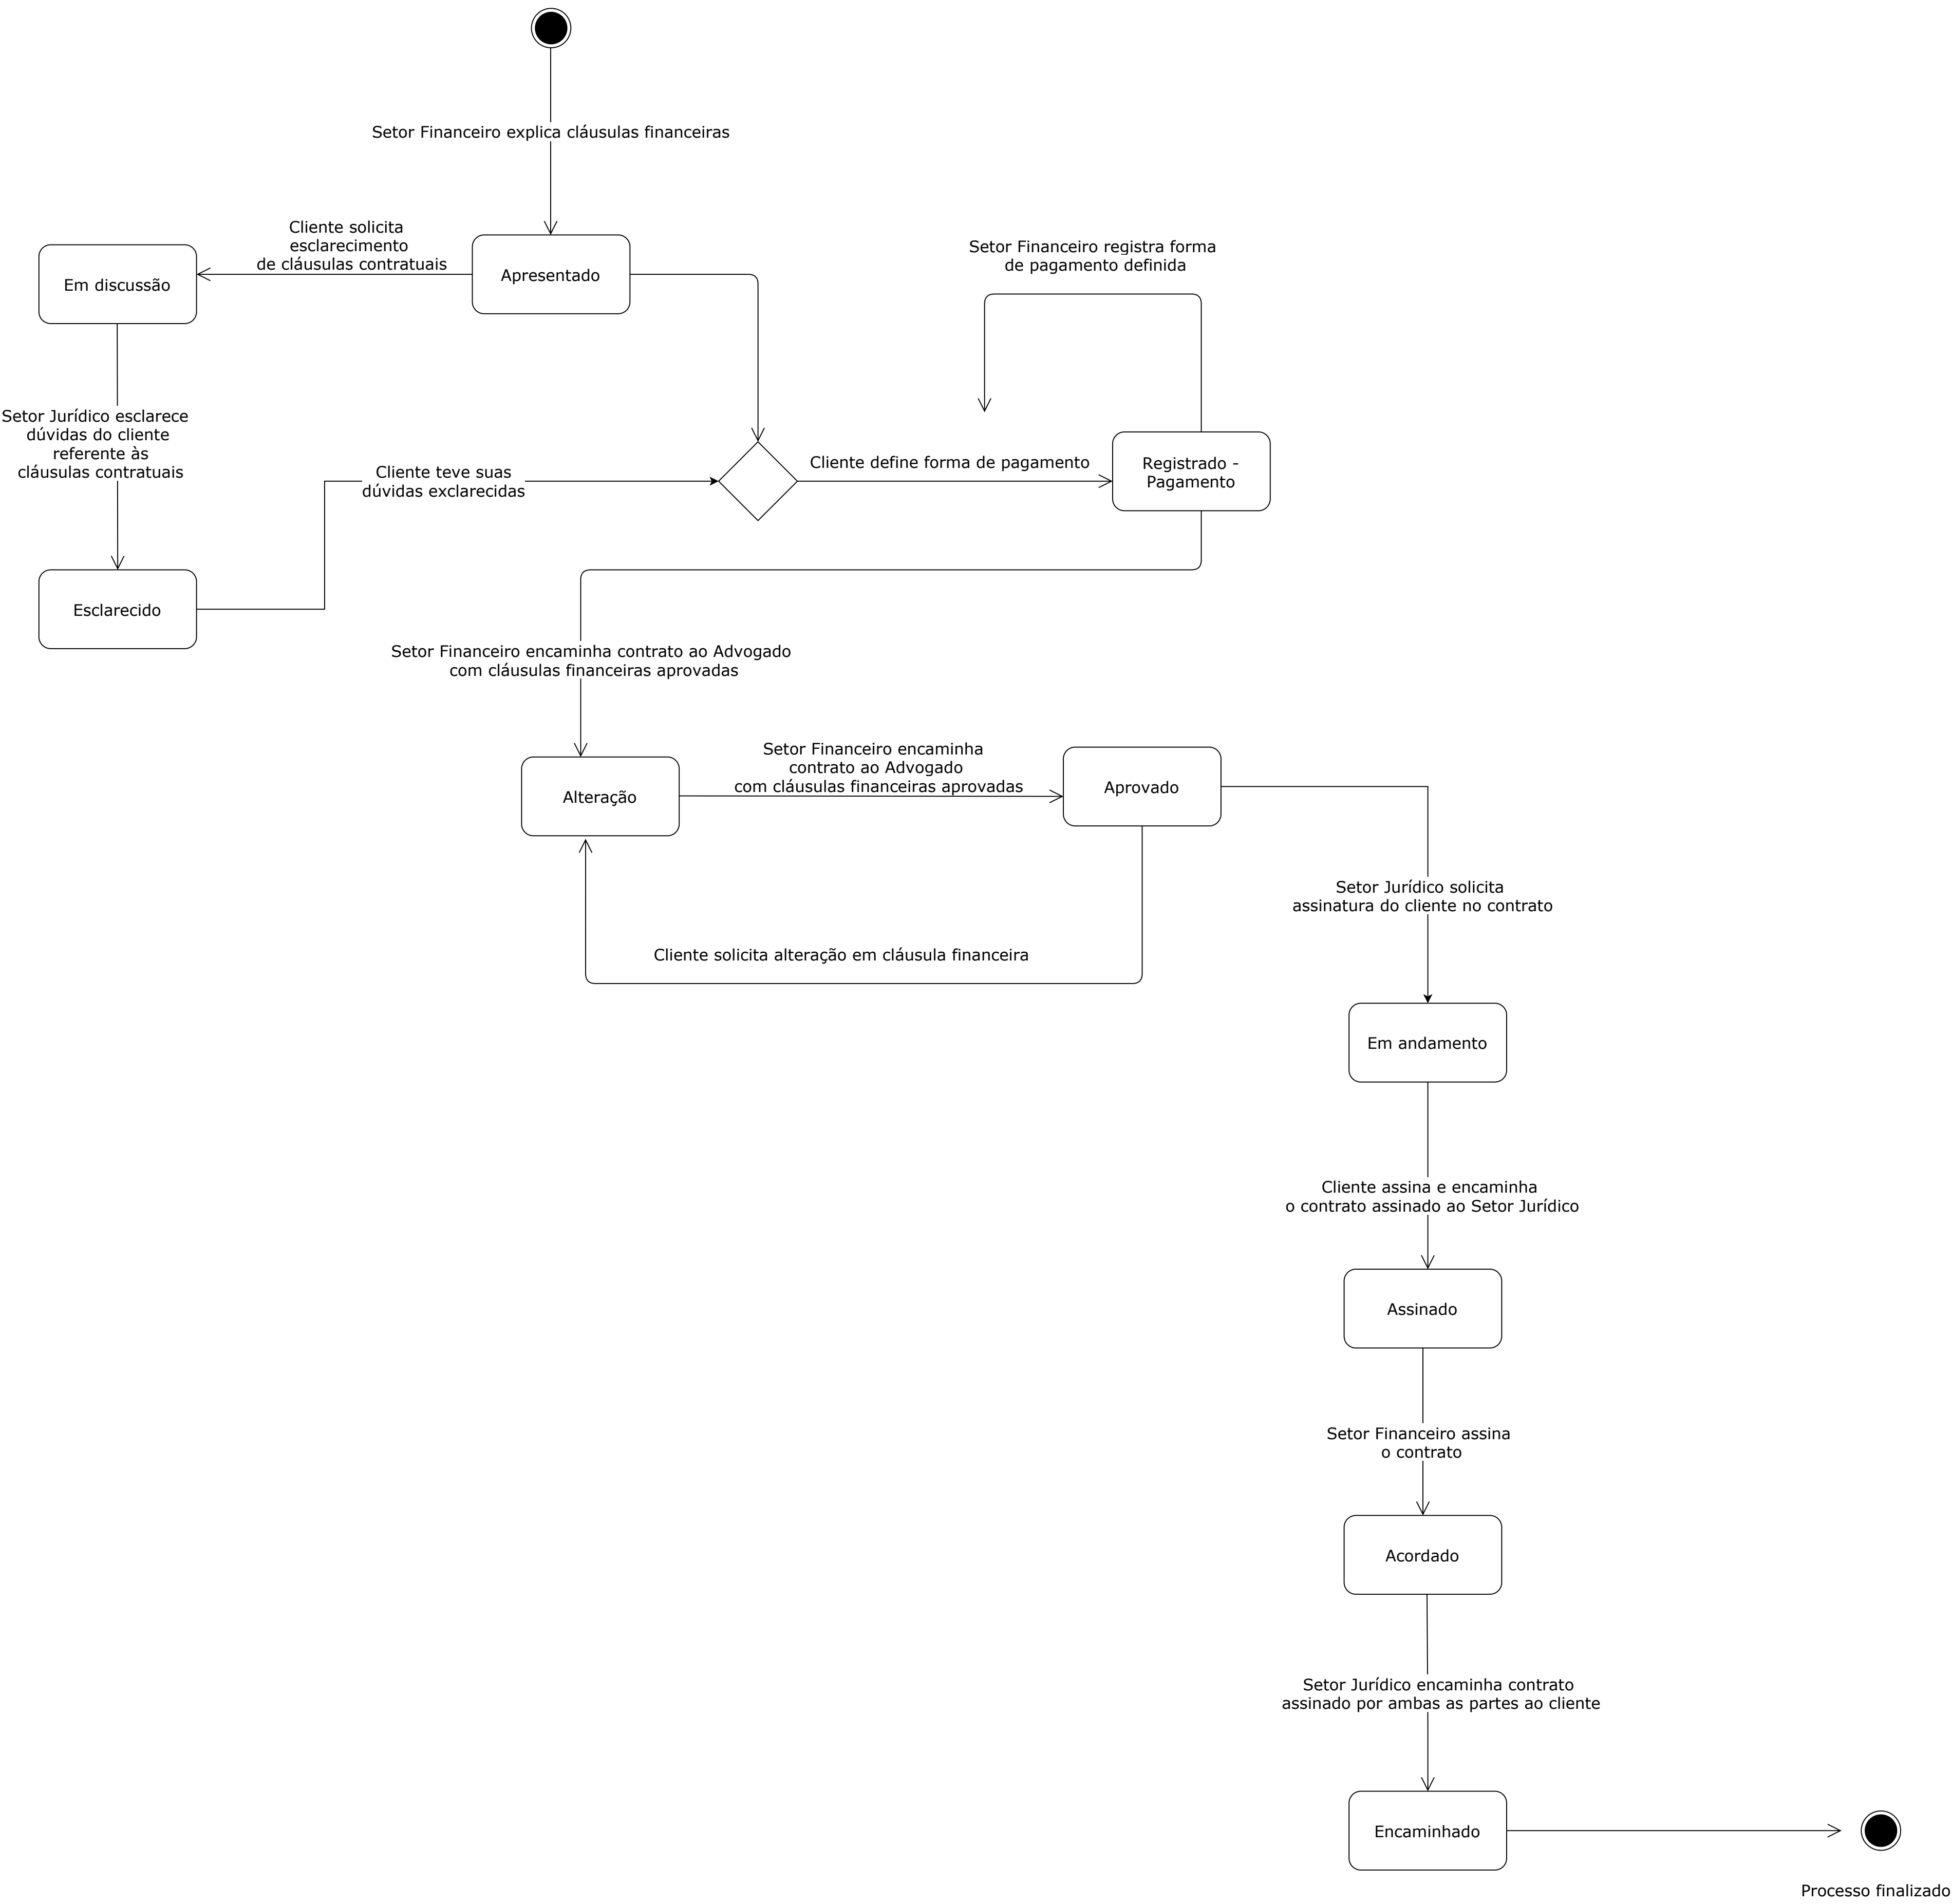 Setor Financeiro explica cláusulas financeiras
Cliente solicita
esclarecimento
de cláusulas contratuais
Em discussão
Apresentado
Setor Financeiro registra forma
de pagamento definida
Setor Jurídico esclarece
dúvidas do cliente
referente às
cláusulas contratuais
Cliente teve suas
dúvidas exclarecidas
Cliente define forma de pagamento
Registrado -
Pagamento
Esclarecido
Setor Financeiro encaminha contrato ao Advogado
com cláusulas financeiras aprovadas
Alteração
Setor Financeiro encaminha
contrato ao Advogado
com cláusulas financeiras aprovadas
Aprovado
Setor Jurídico solicita
assinatura do cliente no contrato
Cliente solicita alteração em cláusula financeira
Em andamento
Cliente assina e encaminha
o contrato assinado ao Setor Jurídico
Assinado
Setor Financeiro assina
o contrato
Acordado
Setor Jurídico encaminha contrato
assinado por ambas as partes ao cliente
Encaminhado
Processo finalizado